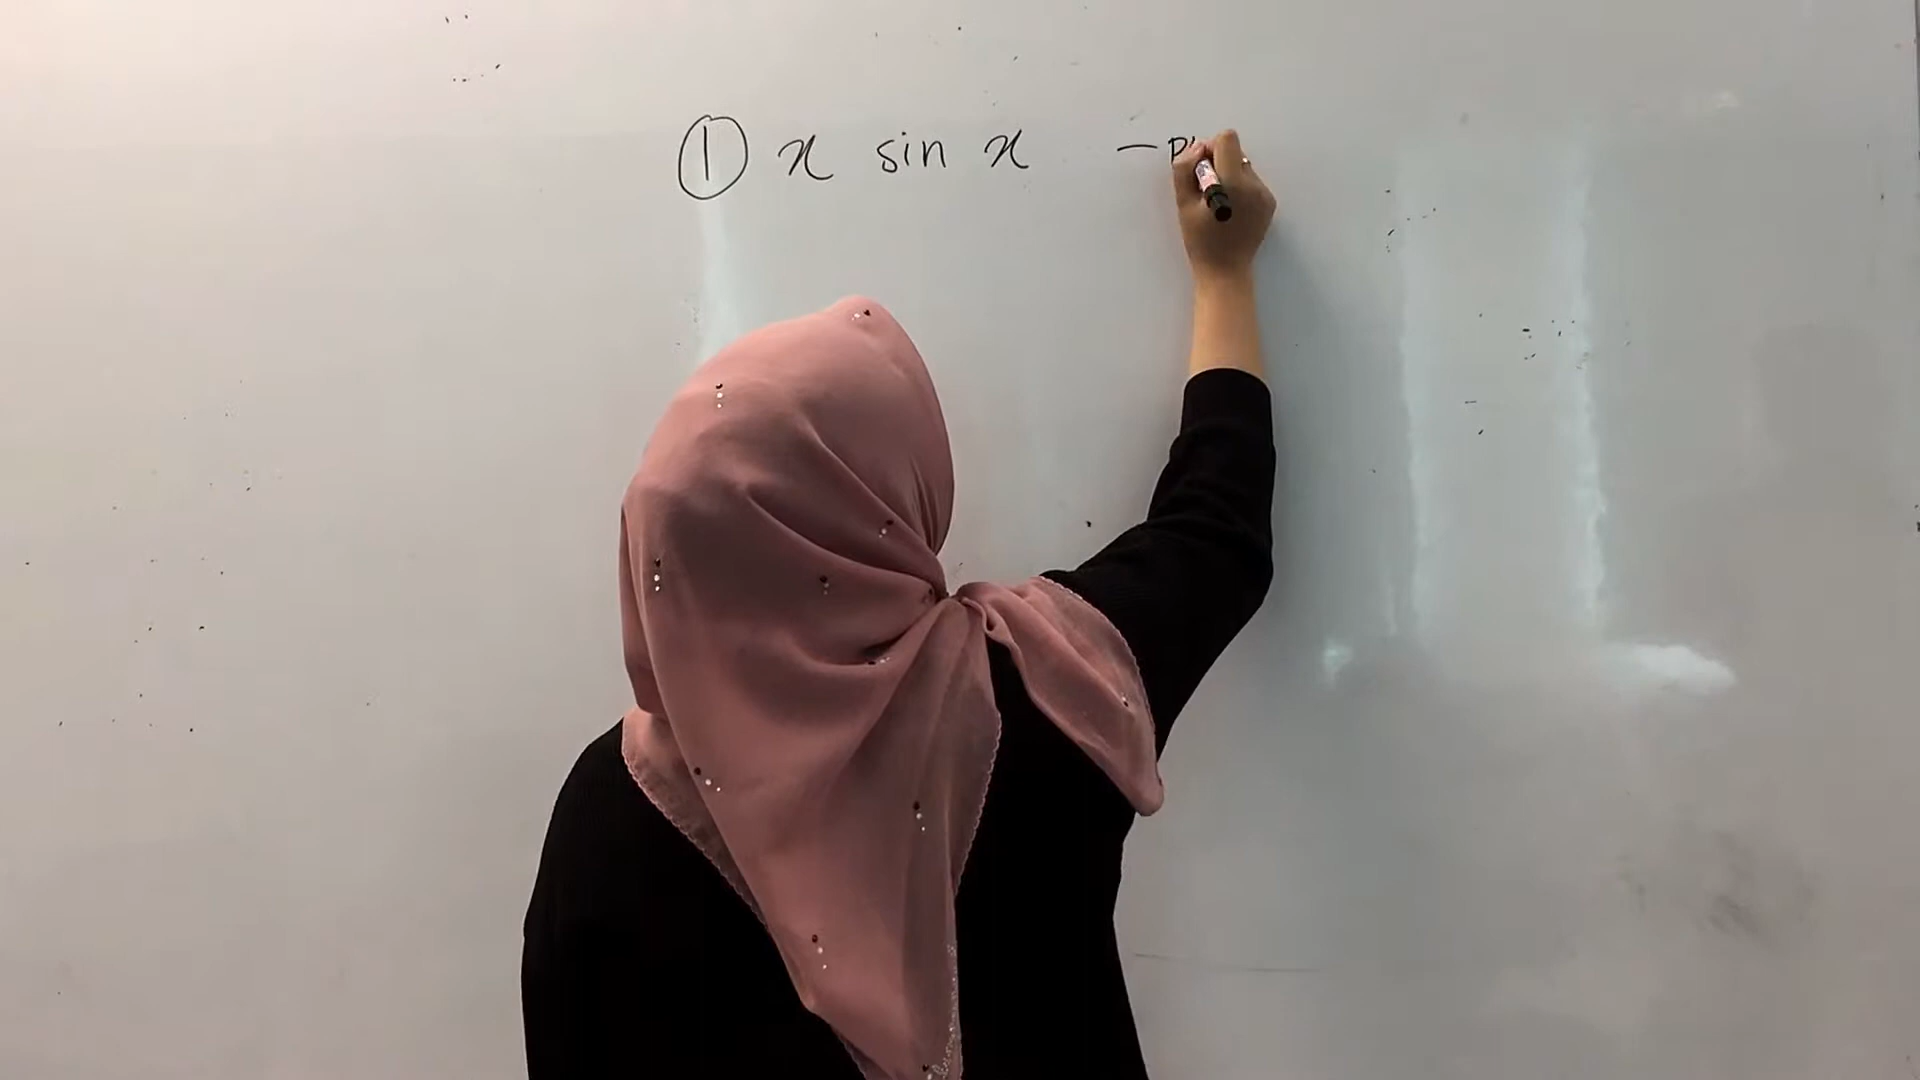 ① x sin x -